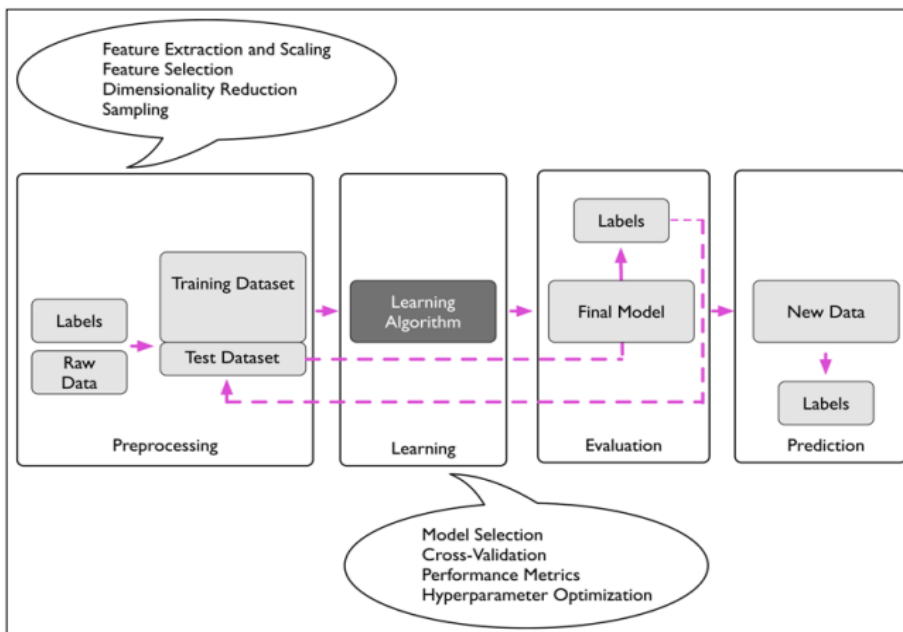 Feature Extraction and Scaling
Feature Selection
Dimensionality Reduction
Sampling
Labels
Raw
Data
Training Dataset
Test Dataset
Preprocessing
Learning
Algorithm
Learning
Labels
Final Model
Evaluation
New Data
Labels
Prediction
Model Selection
Cross-Validation
Performance Metrics
Hyperparameter Optimization